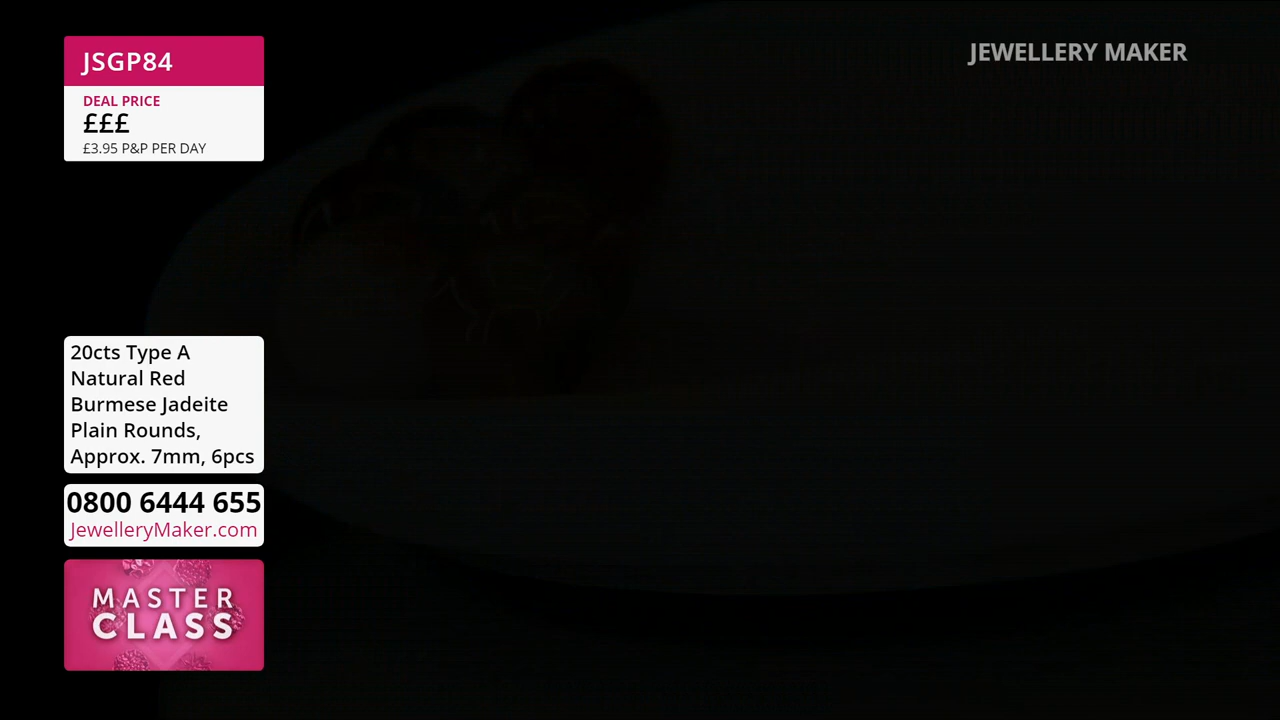 JSGP84
DEAL PRICE
£££
£3.95 P&P PER DAY
JEWELLERY MAKER
20cts Type A
Natural Red
Burmese Jadeite
Plain Rounds,
Approx. 7mm, 6pcs
0800 6444 655
JewelleryMaker.com
MASTER
CLASS